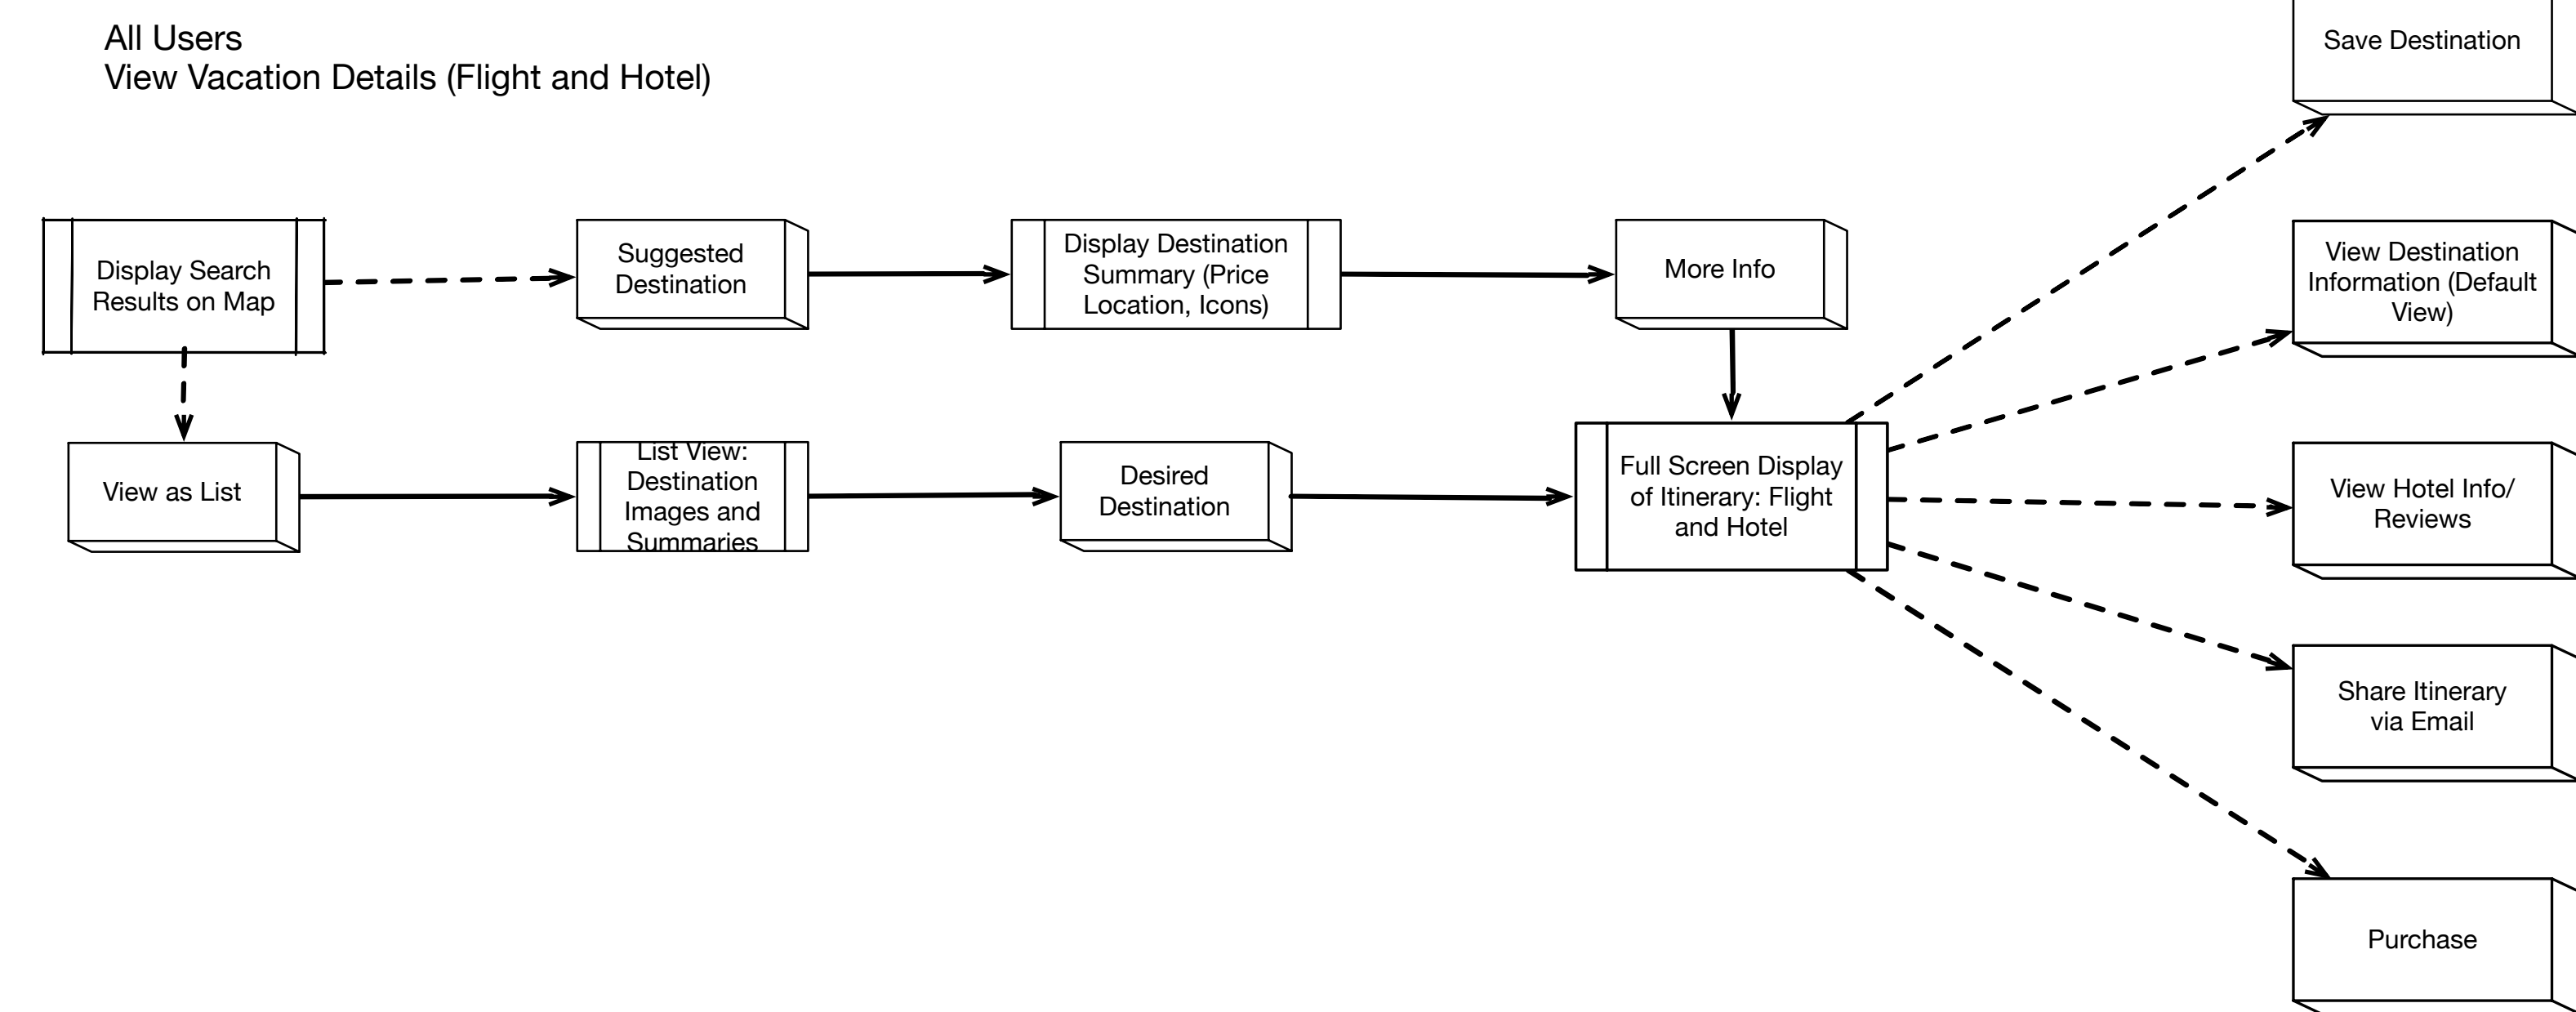 All Users
View Vacation Details (Flight and Hotel)
Save Destination
Display Search
Results on Map
Suggested
Destination
Display Destination
Summary (Price
Location, Icons)
More Info
View Destination
Information (Default
View)
View as List
List View:
Destination
Images and
Summaries
Desired
Destination
Full Screen Display
of Itinerary: Flight
and Hotel
View Hotel Info/
Reviews
Share Itinerary
via Email
Purchase